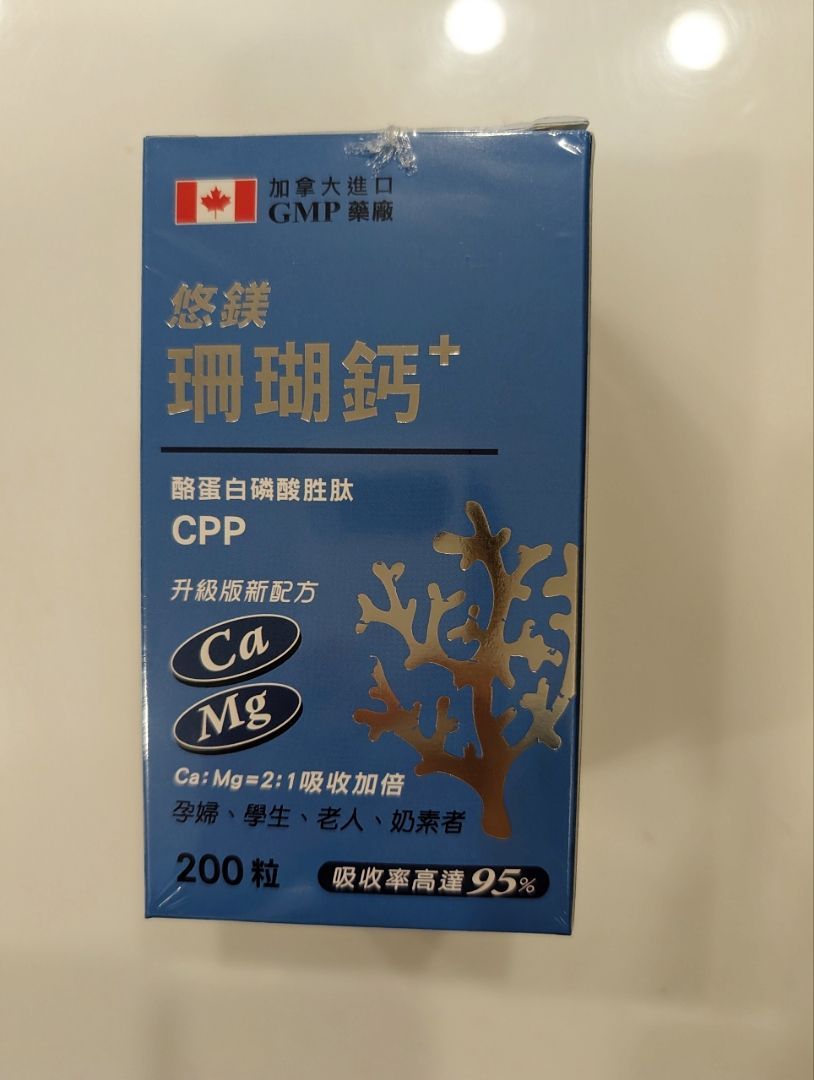 加拿大進口
GMP 藥廠
悠鎂
珊瑚鈣+
酪蛋白磷酸胜肽
CPP
升級版新配方
Ca
Mg
Ca:Mg=2:1吸收加倍
孕婦、學生、老人、奶素者
200粒
吸收率高達95%